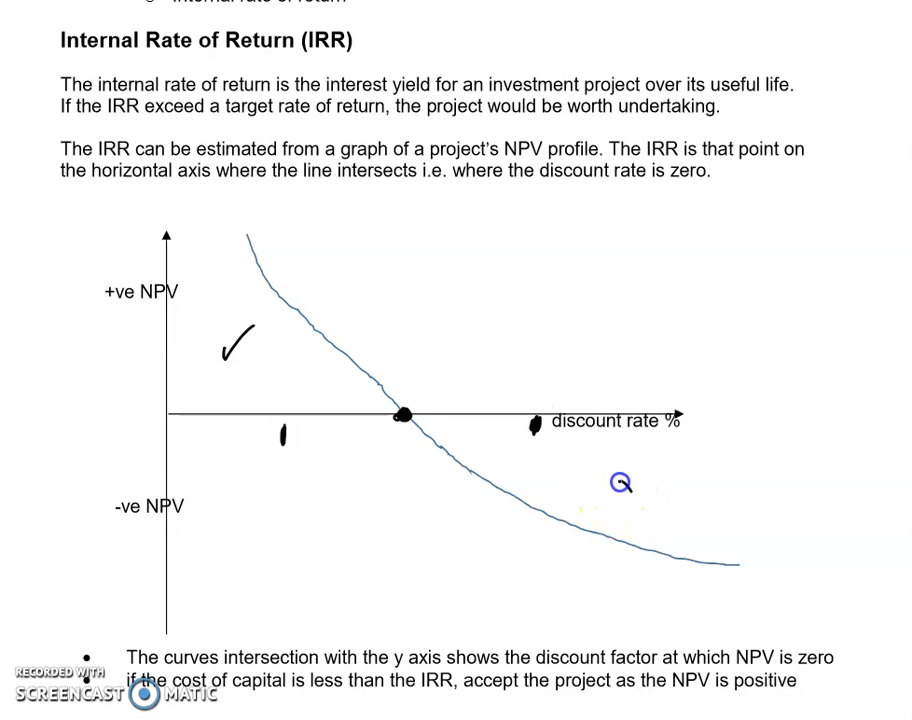 Internal Rate of Return (IRR)
The internal rate of return is the interest yield for an investment project over its useful life.
If the IRR exceed a target rate of return, the project would be worth undertaking.
The IRR can be estimated from a graph of a project's NPV profile. The IRR is that point on
the horizontal axis where the line intersects i.e. where the discount rate is zero.
+ve NPV
discount rate %
-ve NPV
The curves intersection with the y axis shows the discount factor at which NPV is zero
if the cost of capital is less than the IRR, accept the project as the NPV is positive
RECORDED WITH
SCREENCAST MATIC